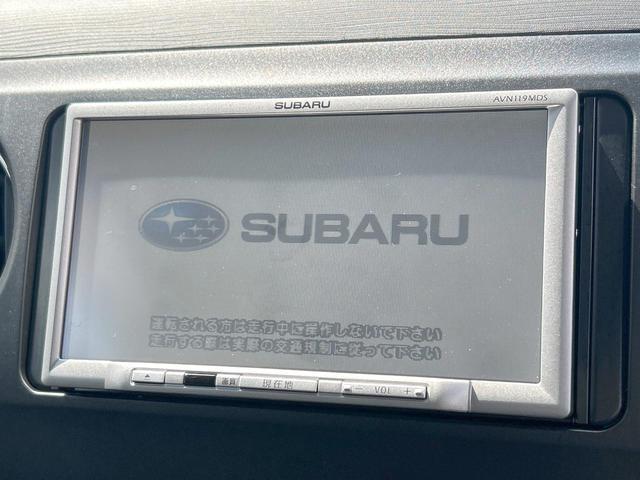 SUBARU
AVN119MDS
SUBARU
運転される方は走行中に操作しないで下さい
走行する際は実際の交通規制に従って下さい
画質 現在地 － VOL ＋